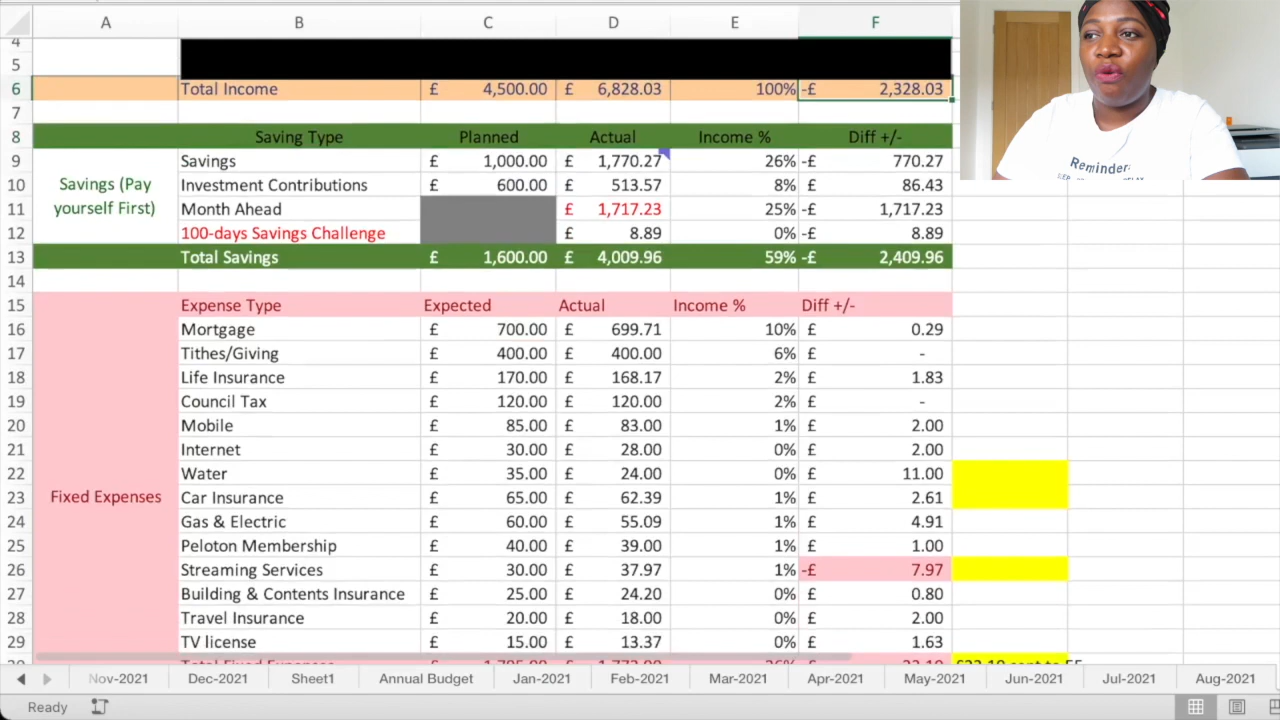 A B C D E F
4
5
6 Total Income £ 4,500.00 £ 6,828.03 100% -£ 2,328.03
7
8 Saving Type Planned Actual Income % Diff +/-
9 Savings £ 1,000.00 £ 1,770.27 26% -£ 770.27
10 Savings (Pay yourself First) Investment Contributions £ 600.00 £ 513.57 8% £ 86.43
11 Month Ahead £ 1,717.23 25% -£ 1,717.23
12 100-days Savings Challenge £ 8.89 0% -£ 8.89
13 Total Savings £ 1,600.00 £ 4,009.96 59% -£ 2,409.96
14
15 Expense Type Expected Actual Income % Diff +/-
16 Mortgage £ 700.00 £ 699.71 10% £ 0.29
17 Tithes/Giving £ 400.00 £ 400.00 6% £ -
18 Life Insurance £ 170.00 £ 168.17 2% £ 1.83
19 Council Tax £ 120.00 £ 120.00 2% £ -
20 Mobile £ 85.00 £ 83.00 1% £ 2.00
21 Internet £ 30.00 £ 28.00 0% £ 2.00
22 Water £ 35.00 £ 24.00 0% £ 11.00
23 Fixed Expenses Car Insurance £ 65.00 £ 62.39 1% £ 2.61
24 Gas & Electric £ 60.00 £ 55.09 1% £ 4.91
25 Peloton Membership £ 40.00 £ 39.00 1% £ 1.00
26 Streaming Services £ 30.00 £ 37.97 1% -£ 7.97
27 Building & Contents Insurance £ 25.00 £ 24.20 0% £ 0.80
28 Travel Insurance £ 20.00 £ 18.00 0% £ 2.00
29 TV license £ 15.00 £ 13.37 0% £ 1.63
Total Fixed Expenses
Nov-2021 Dec-2021 Sheet1 Annual Budget Jan-2021 Feb-2021 Mar-2021 Apr-2021 May-2021 Jun-2021 Jul-2021 Aug-2021
Ready
Reminder: